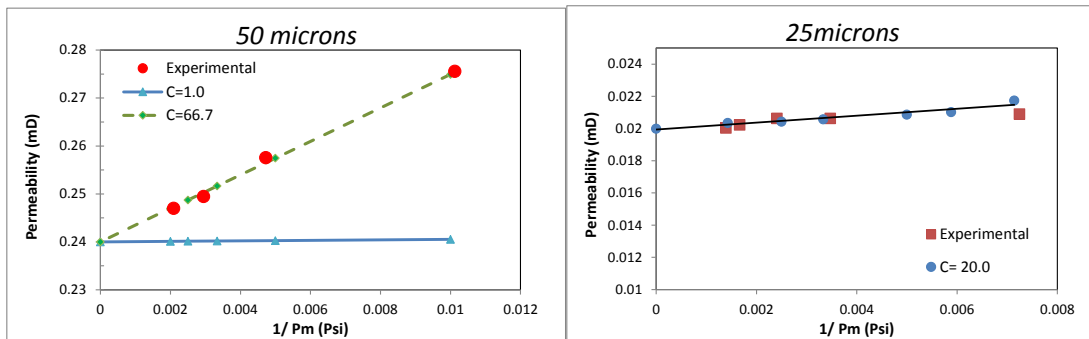 50 microns
0.28
0.27
0.26
0.25
0.24
0.23
Permeability (mD)
Experimental
C=1.0
C=66.7
0
0.002
0.004
0.006
0.008
0.01
0.012
1/ Pm (Psi)
25microns
0.024
0.022
0.02
0.018
0.016
0.014
0.012
0.01
Permeability (mD)
Experimental
C= 20.0
0
0.002
0.004
0.006
0.008
1/ Pm (Psi)